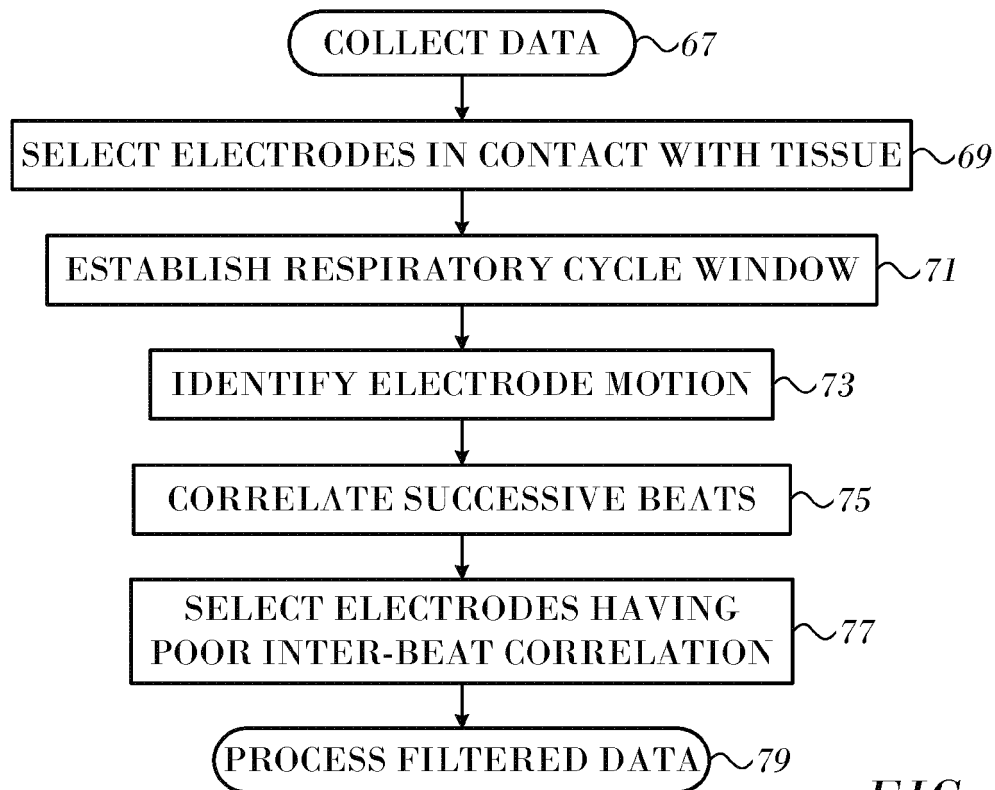 COLLECT DATA 67
SELECT ELECTRODES IN CONTACT WITH TISSUE 69
ESTABLISH RESPIRATORY CYCLE WINDOW 71
IDENTIFY ELECTRODE MOTION 73
CORRELATE SUCCESSIVE BEATS 75
SELECT ELECTRODES HAVING
POOR INTER-BEAT CORRELATION 77
PROCESS FILTERED DATA 79
FIG